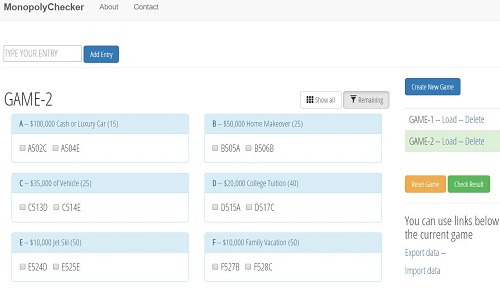 MonopolyChecker About Contact
TYPE YOUR ENTRY Add Entry
GAME-2
Show all Remaining
A -- $100,000 Cash or Luxury Car (15)
A502C A504E
B -- $50,000 Home Makeover (25)
B505A B506B
C -- $35,000 of Vehicle (25)
C513D C514E
D -- $20,000 College Tuition (40)
D515A D517C
E -- $10,000 Jet Ski (50)
E524D E525E
F -- $10,000 Family Vacation (50)
F527B F528C
Create New Game
GAME-1 -- Load -- Delete
GAME-2 -- Load -- Delete
Reset Game Check Result
You can use links below
the current game
Export data --
Import data